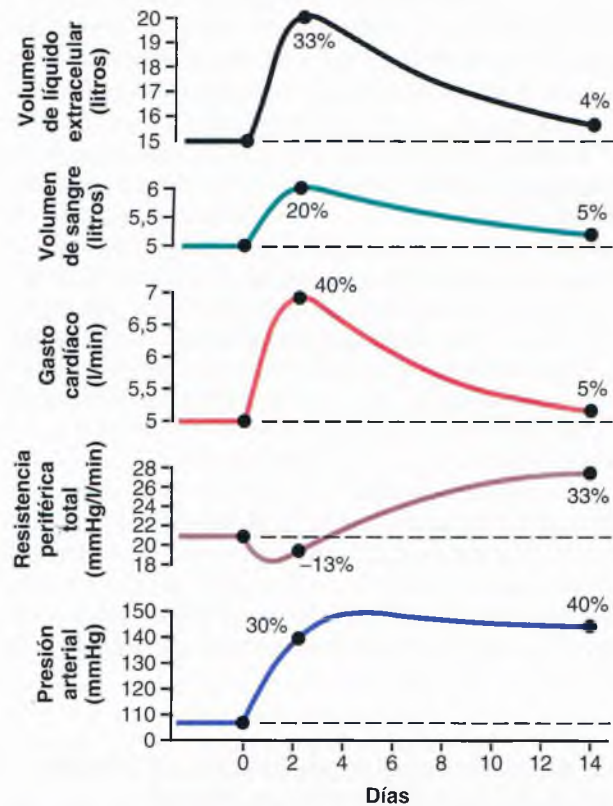 Volumen
de líquido
extracelular
(litros)
20
19
18
17
16
15
33%
4%
Volumen
de sangre
(litros)
6
5,5
5
20%
5%
Gasto
cardíaco
(l/min)
7
6,5
6
5,5
5
40%
5%
Resistencia
periférica
total
(mmHg/l/min)
28
26
24
22
20
18
–13%
33%
Presión
arterial
(mmHg)
150
140
130
120
110
0
30%
40%
0 2 4 6 8 10 12 14
Días